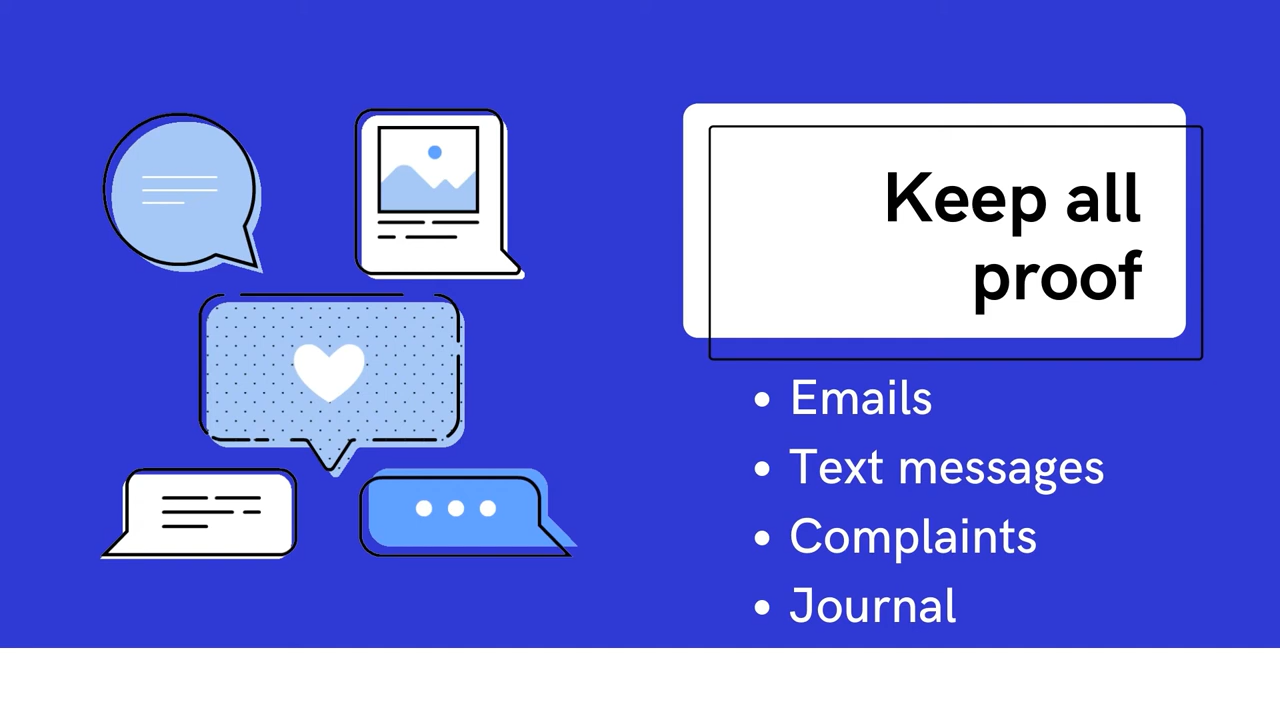 Keep all
proof
• Emails
• Text messages
• Complaints
• Journal